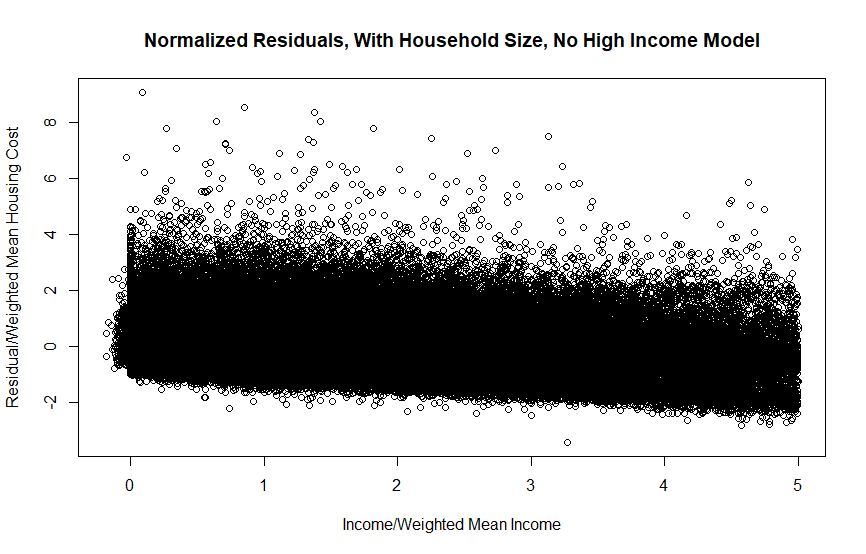 Normalized Residuals, With Household Size, No High Income Model
Residual/Weighted Mean Housing Cost
8
6
4
2
0
-2
0 1 2 3 4 5
Income/Weighted Mean Income